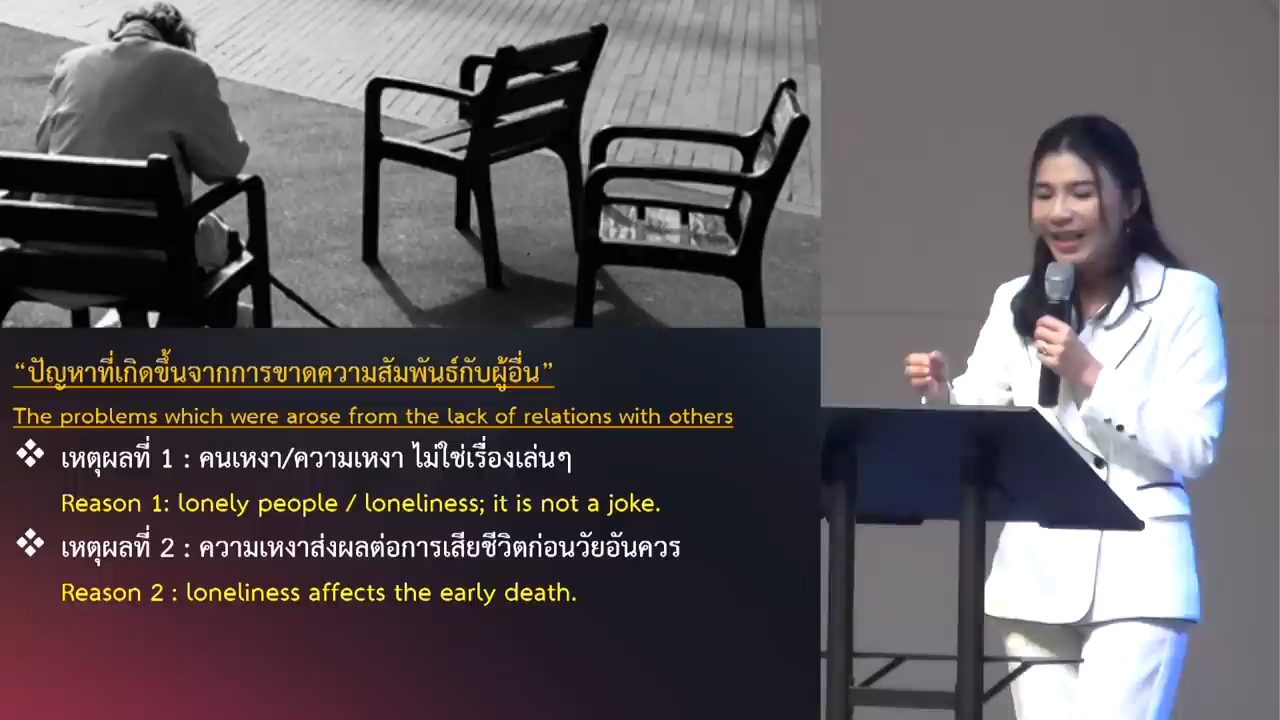 “ปัญหาที่เกิดขึ้นจากการขาดความสัมพันธ์กับผู้อื่น”
The problems which were arose from the lack of relations with others
❖ เหตุผลที่ 1 : คนเหงา/ความเหงา ไม่ใช่เรื่องเล่นๆ
Reason 1: lonely people / loneliness; it is not a joke.
❖ เหตุผลที่ 2 : ความเหงาส่งผลต่อการเสียชีวิตก่อนวัยอันควร
Reason 2 : loneliness affects the early death.